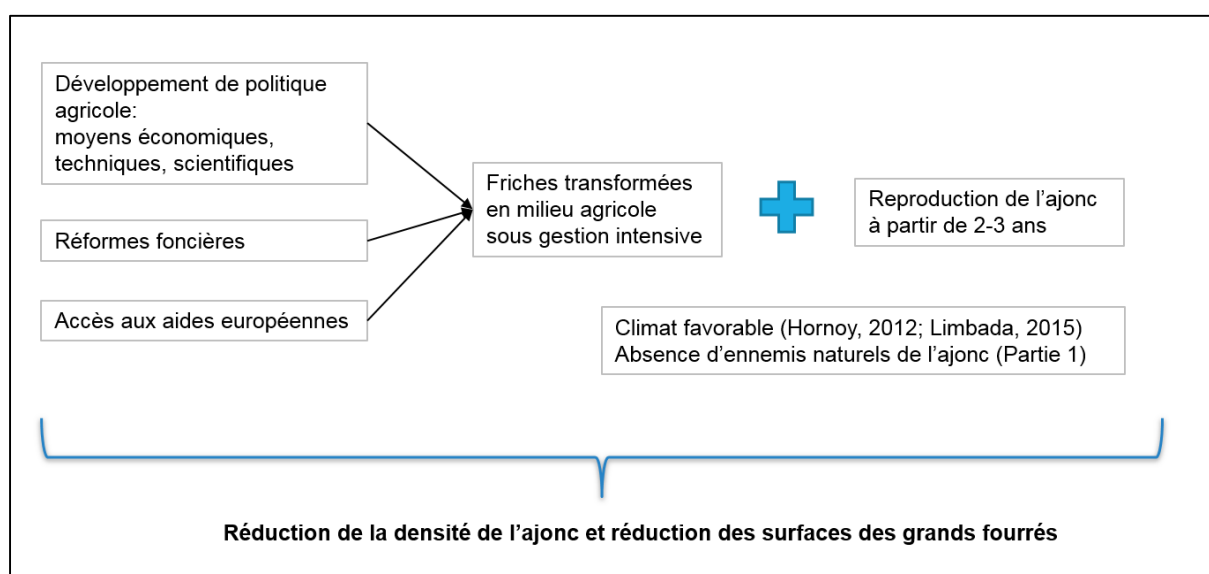 Développement de politique
agricole:
moyens économiques,
techniques, scientifiques
Réformes foncières
Accès aux aides européennes
Friches transformées
en milieu agricole
sous gestion intensive
Reproduction de l’ajonc
à partir de 2-3 ans
Climat favorable (Hornoy, 2012; Limbada, 2015)
Absence d’ennemis naturels de l’ajonc (Partie 1)
Réduction de la densité de l’ajonc et réduction des surfaces des grands fourrés